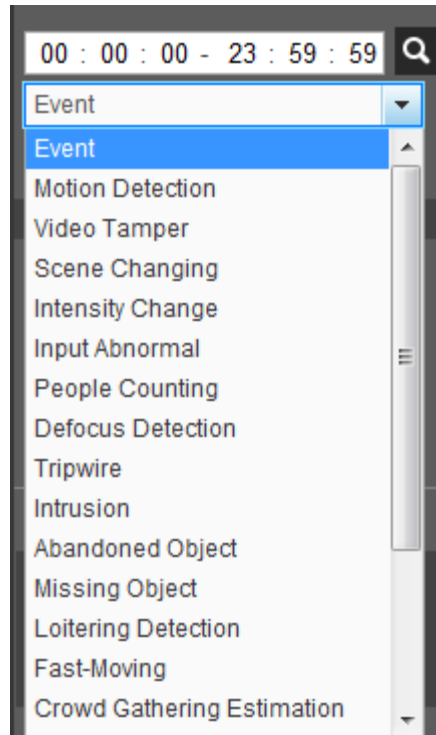 00 : 00 : 00 - 23 : 59 : 59
Event
Event
Motion Detection
Video Tamper
Scene Changing
Intensity Change
Input Abnormal
People Counting
Defocus Detection
Tripwire
Intrusion
Abandoned Object
Missing Object
Loitering Detection
Fast-Moving
Crowd Gathering Estimation